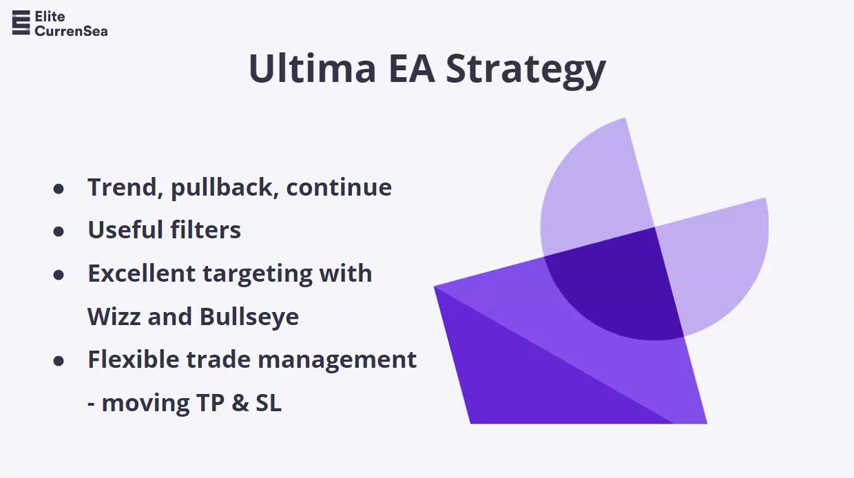 Elite
CurrenSea
Ultima EA Strategy
● Trend, pullback, continue
● Useful filters
● Excellent targeting with
Wizz and Bullseye
● Flexible trade management
- moving TP & SL